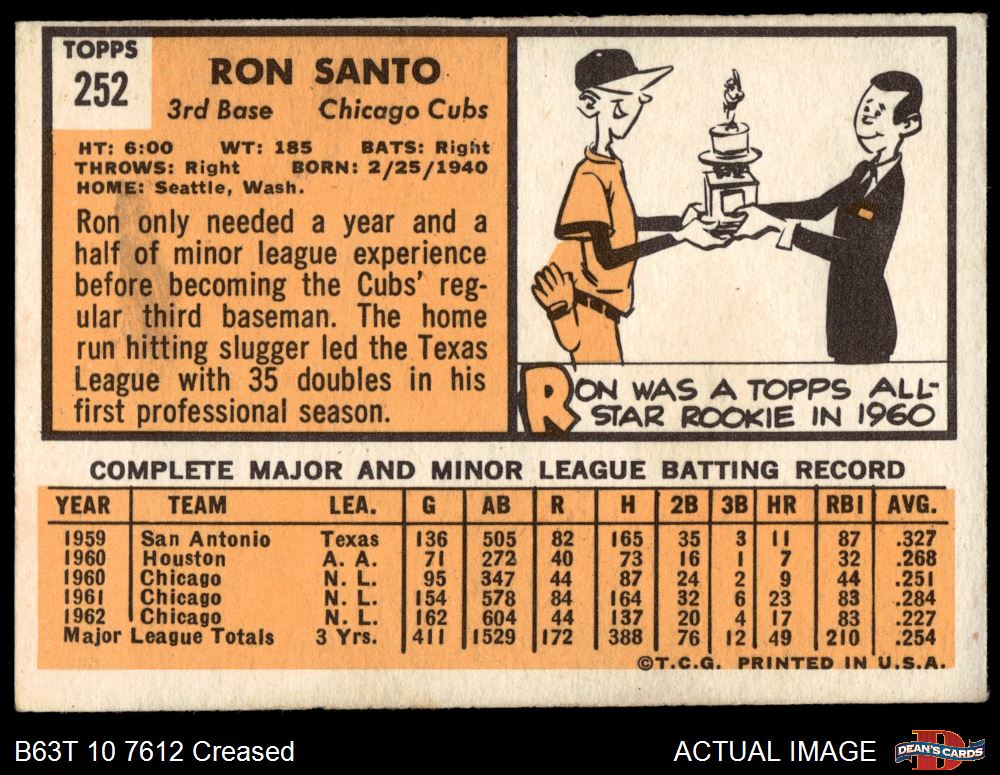 TOPPS
252
RON SANTO
3rd Base Chicago Cubs
HT: 6:00 WT: 185 BATS: Right
THROWS: Right BORN: 2/25/1940
HOME: Seattle, Wash.
Ron only needed a year and a
half of minor league experience
before becoming the Cubs' reg-
ular third baseman. The home
run hitting slugger led the Texas
League with 35 doubles in his
first professional season.
RON WAS A TOPPS ALL-
STAR ROOKIE IN 1960
COMPLETE MAJOR AND MINOR LEAGUE BATTING RECORD
YEAR TEAM LEA. G AB R H 2B 3B HR RBI AVG.
1959 San Antonio Texas 136 505 82 165 35 3 11 87 .327
1960 Houston A. A. 71 272 40 73 16 1 7 32 .268
1960 Chicago N. L. 95 347 44 87 24 2 9 44 .251
1961 Chicago N. L. 154 578 84 164 32 6 23 83 .284
1962 Chicago N. L. 162 604 44 137 20 4 17 83 .227
Major League Totals 3 Yrs. 411 1529 172 388 76 12 49 210 .254
©T.C.G. PRINTED IN U.S.A.
B63T 10 7612 Creased
ACTUAL IMAGE
D
DEAN'S CARDS